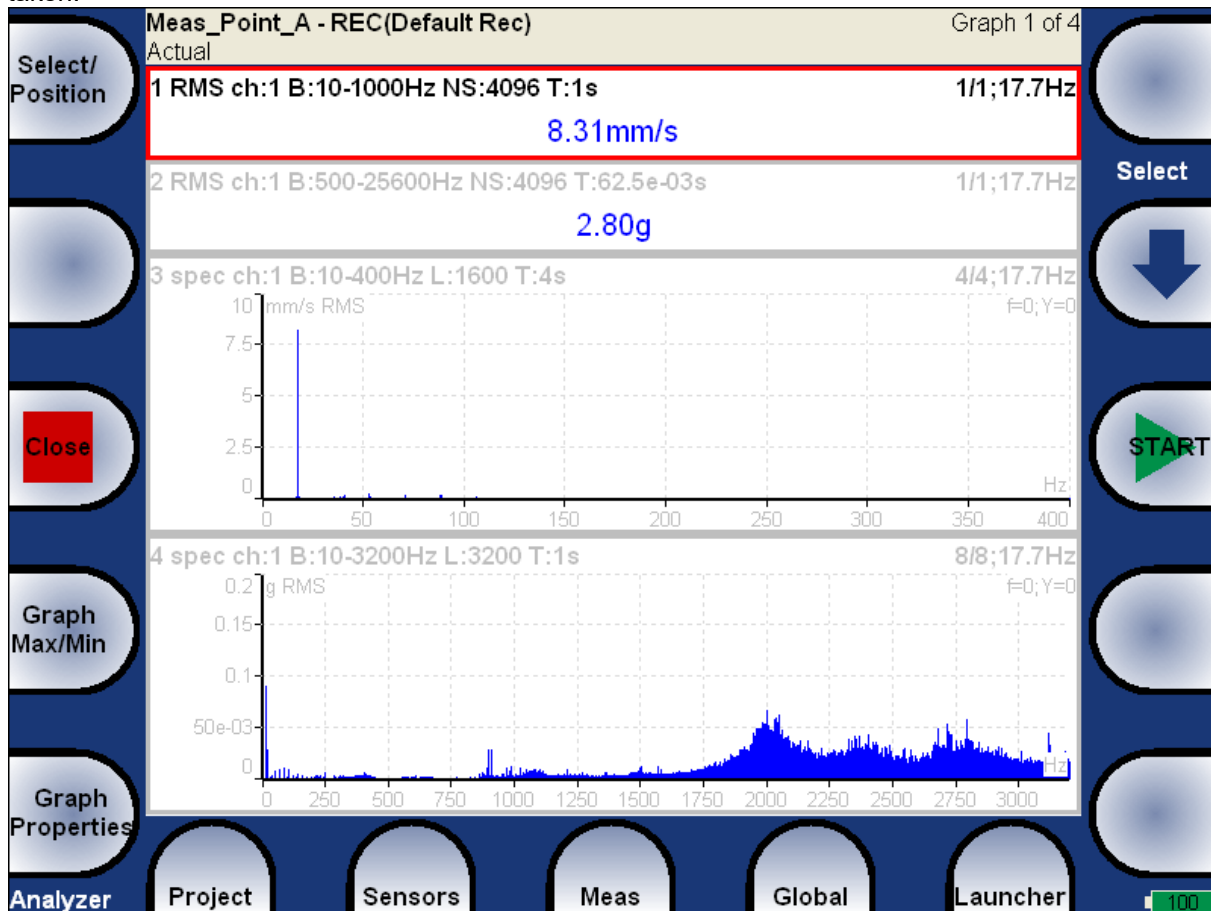 taken.
Meas_Point_A - REC(Default Rec)
Graph 1 of 4
Actual
Select/
Position
1 RMS ch:1 B:10-1000Hz NS:4096 T:1s
1/1;17.7Hz
8.31mm/s
2 RMS ch:1 B:500-25600Hz NS:4096 T:62.5e-03s
1/1;17.7Hz
Select
2.80g
3 spec ch:1 B:10-400Hz L:1600 T:4s
4/4;17.7Hz
10
mm/s RMS
f=0;Y=0
7.5
5
2.5
0
Hz
0 50 100 150 200 250 300 350 400
Close
START
4 spec ch:1 B:10-3200Hz L:3200 T:1s
8/8;17.7Hz
0.2
g RMS
f=0;Y=0
0.15
0.1
50e-03
0
Hz
0 250 500 750 1000 1250 1500 1750 2000 2250 2500 2750 3000
Graph
Max/Min
Graph
Properties
Analyzer
Project
Sensors
Meas
Global
Launcher
100